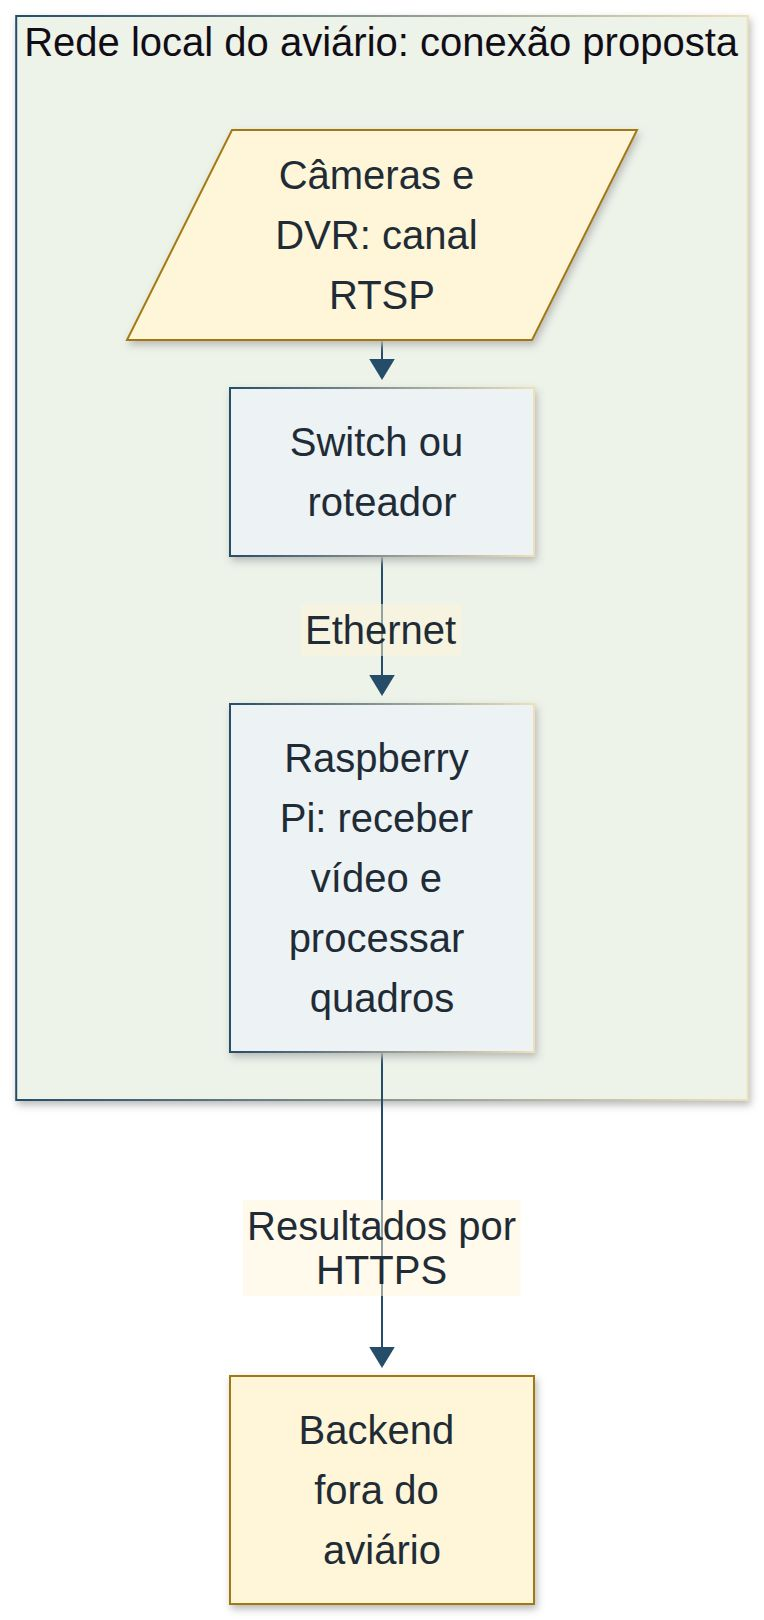 Rede local do aviário: conexão proposta
Câmeras e
DVR: canal
RTSP
Switch ou
roteador
Ethernet
Raspberry
Pi: receber
vídeo e
processar
quadros
Resultados por
HTTPS
Backend
fora do
aviário